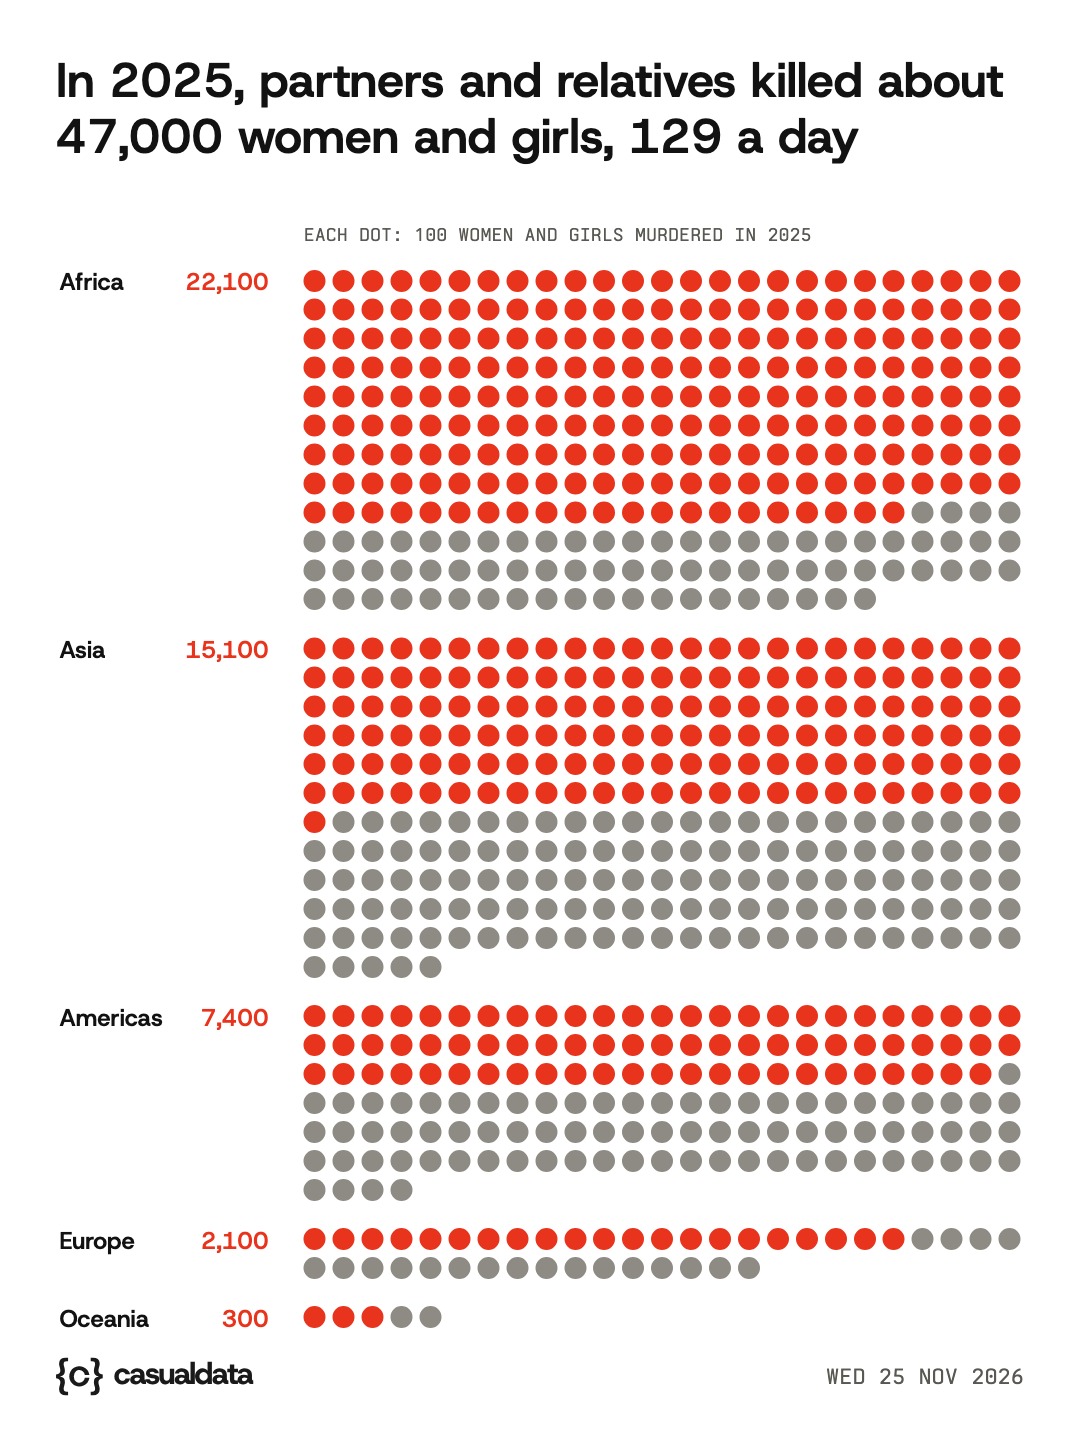 In 2025, partners and relatives killed about
47,000 women and girls, 129 a day
EACH DOT: 100 WOMEN AND GIRLS MURDERED IN 2025
Africa 22,100
Asia 15,100
Americas 7,400
Europe 2,100
Oceania 300
{c} casualdata
WED 25 NOV 2026